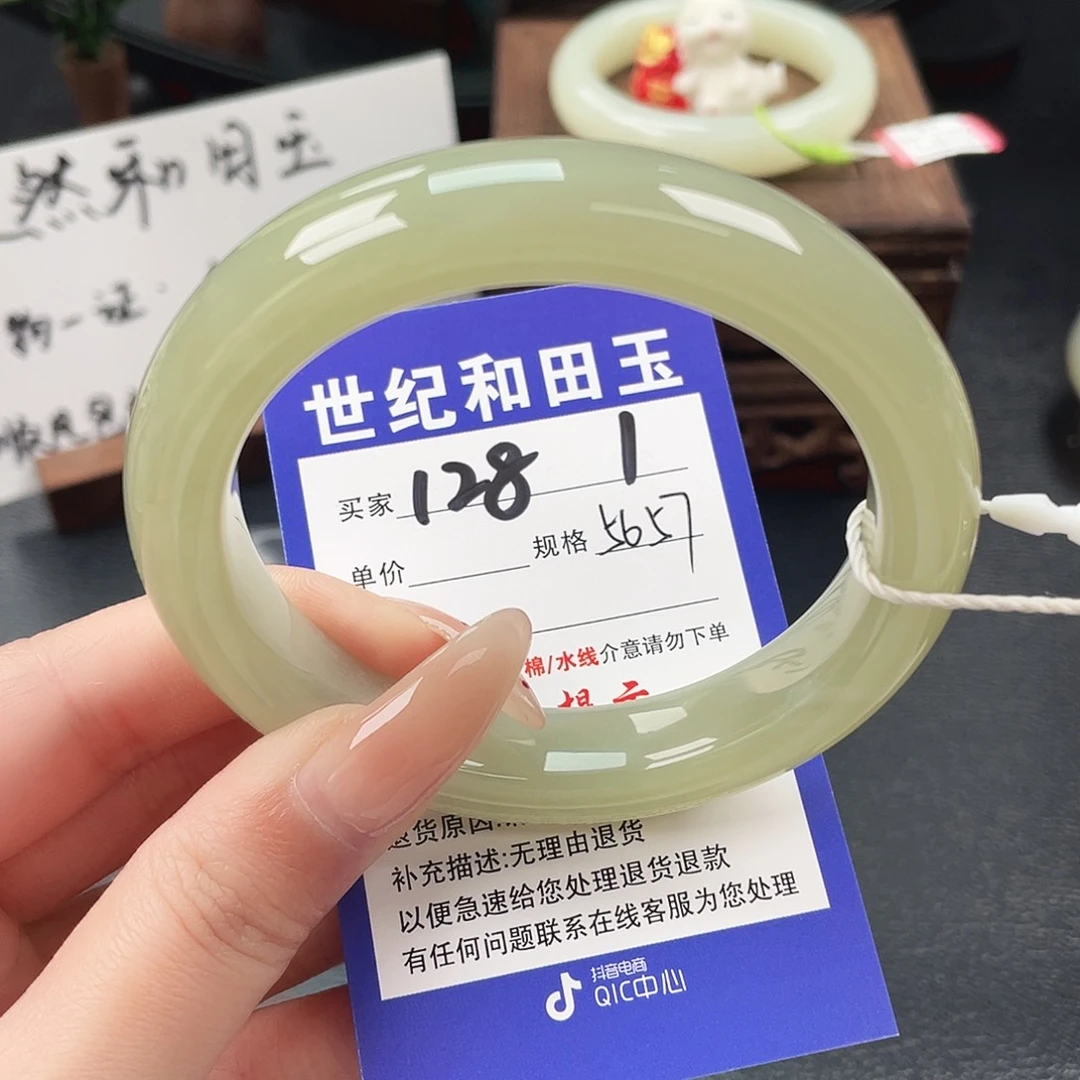 然和田玉
物一证
世纪和田玉
买家 128 1
单价 规格 5657
棉/水线介意请勿下单
退货原因:
补充描述:无理由退货
以便急速给您处理退货退款
有任何问题联系在线客服为您处理
抖音电商
QIC中心